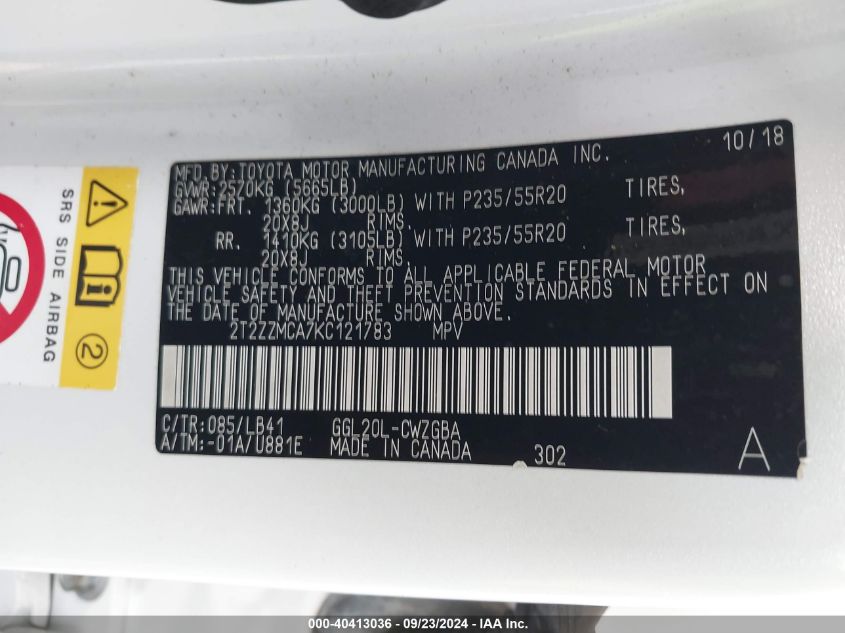 10/18
MFD. BY: TOYOTA MOTOR MANUFACTURING CANADA INC.
GVWR: 2570KG (5665LB)
GAWR: FRT. 1360KG (3000LB) WITH P235/55R20 TIRES,
20X8J RIMS,
RR. 1410KG (3105LB) WITH P235/55R20 TIRES,
20X8J RIMS.
THIS VEHICLE CONFORMS TO ALL APPLICABLE FEDERAL MOTOR
VEHICLE SAFETY AND THEFT PREVENTION STANDARDS IN EFFECT ON
THE DATE OF MANUFACTURE SHOWN ABOVE.
2T2ZZMCA7KC121783 MPV
C/TR: 085/LB41 GGL20L-CWZGBA
A/TM: -01A/U881E MADE IN CANADA 302 A
SRS SIDE AIRBAG
2
000-40413036 - 09/23/2024 - IAA Inc.